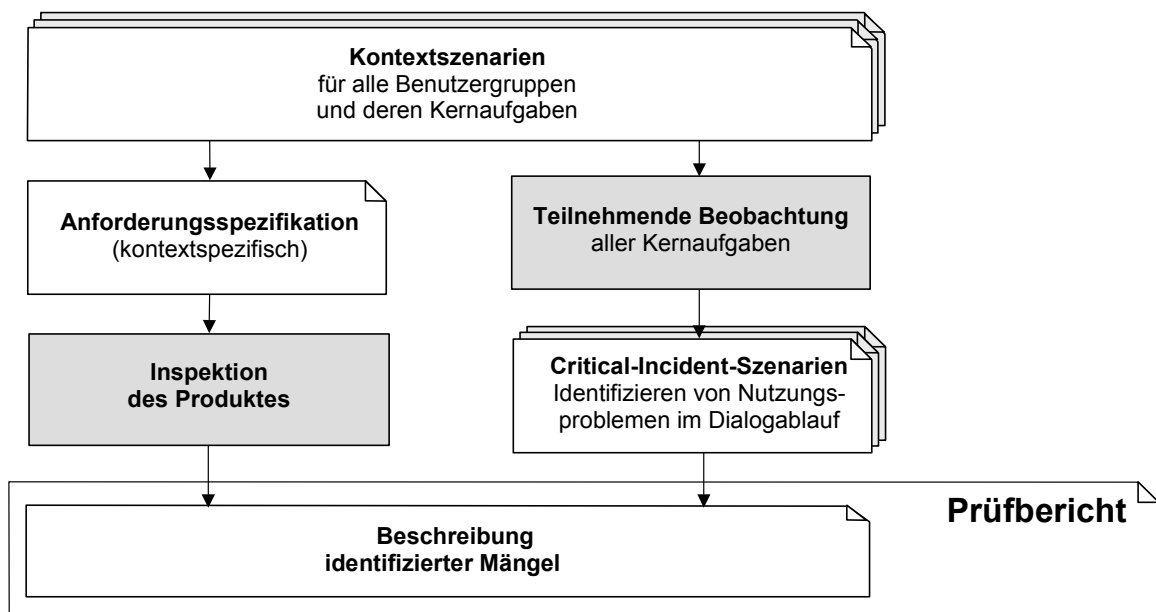 Kontextszenarien
für alle Benutzergruppen
und deren Kernaufgaben
Anforderungsspezifikation
(kontextspezifisch)
Teilnehmende Beobachtung
aller Kernaufgaben
Inspektion
des Produktes
Critical-Incident-Szenarien
Identifizieren von Nutzungs-
problemen im Dialogablauf
Prüfbericht
Beschreibung
identifizierter Mängel